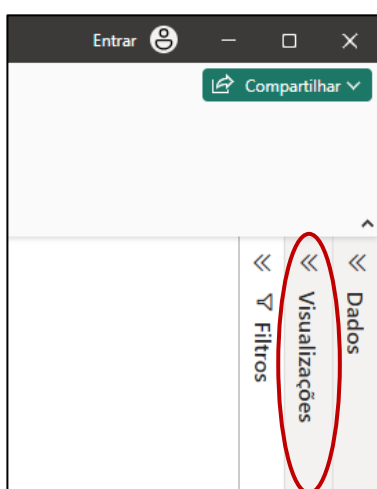 Entrar
Compartilhar
Filtros
Visualizações
Dados